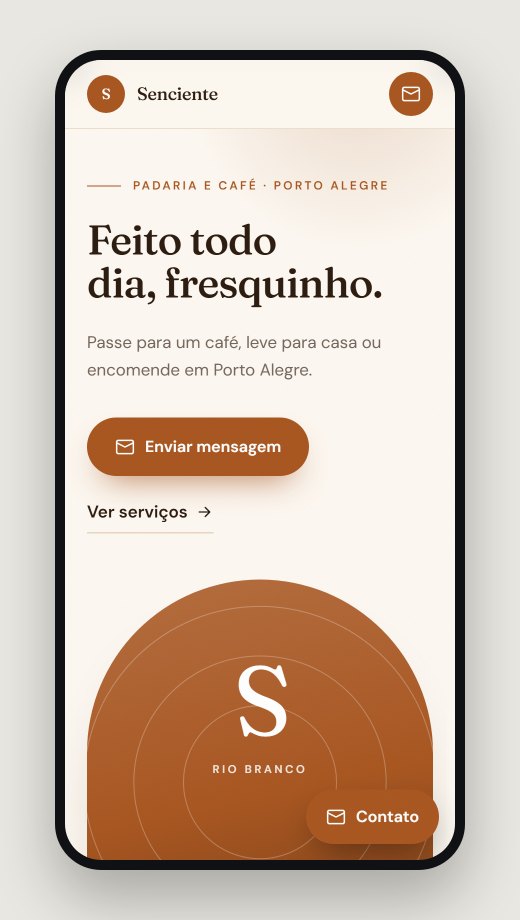 S
Senciente
PADARIA E CAFÉ · PORTO ALEGRE
Feito todo
dia, fresquinho.
Passe para um café, leve para casa ou
encomende em Porto Alegre.
Enviar mensagem
Ver serviços →
S
RIO BRANCO
Contato